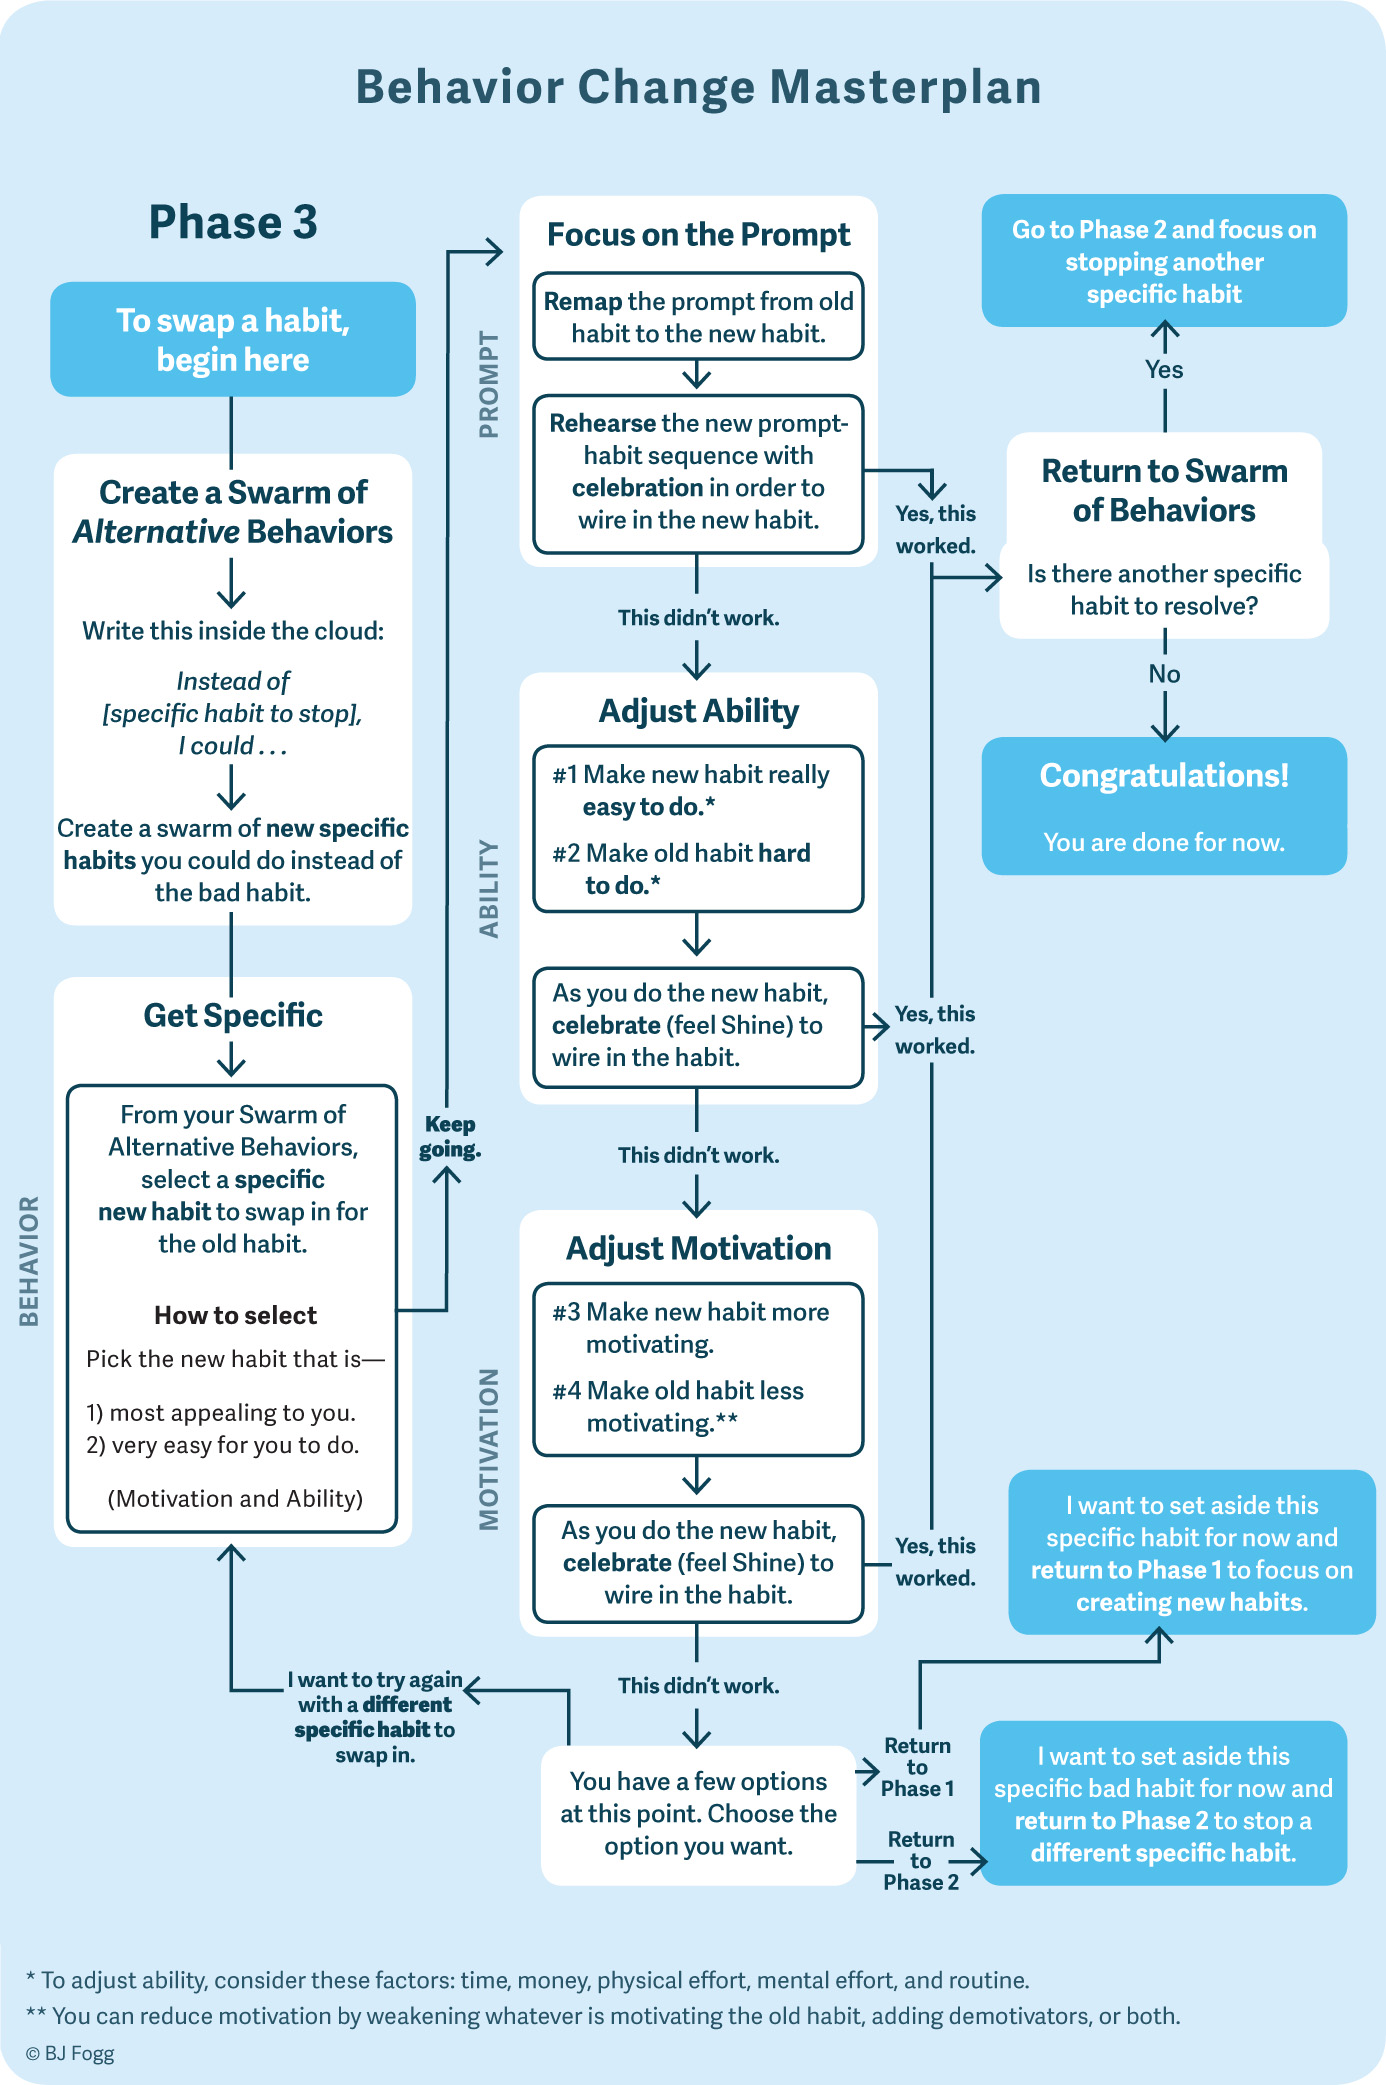 Behavior Change Masterplan
Phase 3
To swap a habit,
begin here
Create a Swarm of
Alternative Behaviors
Write this inside the cloud:
Instead of
[specific habit to stop],
I could . . .
Create a swarm of new specific
habits you could do instead of
the bad habit.
BEHAVIOR
Get Specific
From your Swarm of
Alternative Behaviors,
select a specific
new habit to swap in for
the old habit.
How to select
Pick the new habit that is—
1) most appealing to you.
2) very easy for you to do.
(Motivation and Ability)
Keep
going.
PROMPT
Focus on the Prompt
Remap the prompt from old
habit to the new habit.
Rehearse the new prompt-
habit sequence with
celebration in order to
wire in the new habit.
Yes, this
worked.
This didn't work.
ABILITY
Adjust Ability
#1 Make new habit really
easy to do.*
#2 Make old habit hard
to do.*
As you do the new habit,
celebrate (feel Shine) to
wire in the habit.
Yes, this
worked.
This didn't work.
MOTIVATION
Adjust Motivation
#3 Make new habit more
motivating.
#4 Make old habit less
motivating.**
As you do the new habit,
celebrate (feel Shine) to
wire in the habit.
Yes, this
worked.
This didn't work.
You have a few options
at this point. Choose the
option you want.
I want to try again
with a different
specific habit to
swap in.
Return
to
Phase 1
I want to set aside this
specific habit for now and
return to Phase 1 to focus on
creating new habits.
Return
to
Phase 2
I want to set aside this
specific bad habit for now and
return to Phase 2 to stop a
different specific habit.
Go to Phase 2 and focus on
stopping another
specific habit
Yes
Return to Swarm
of Behaviors
Is there another specific
habit to resolve?
No
Congratulations!
You are done for now.
* To adjust ability, consider these factors: time, money, physical effort, mental effort, and routine.
** You can reduce motivation by weakening whatever is motivating the old habit, adding demotivators, or both.
© BJ Fogg